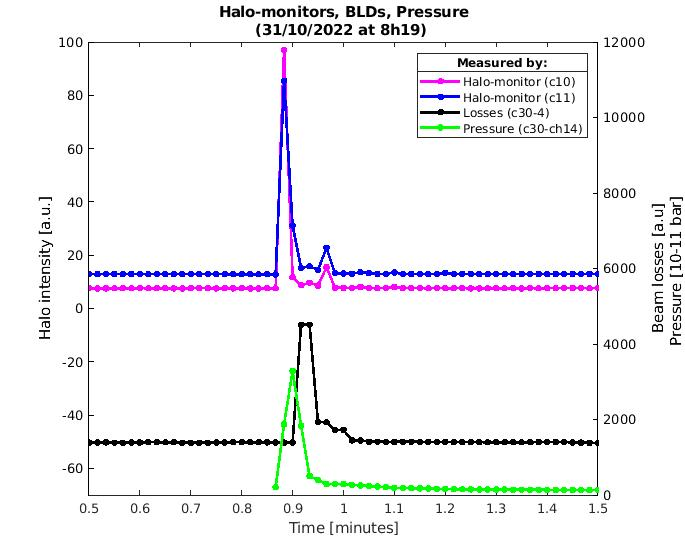 Halo-monitors, BLDs, Pressure
(31/10/2022 at 8h19)
Measured by:
Halo-monitor (c10)
Halo-monitor (c11)
Losses (c30-4)
Pressure (c30-ch14)
Halo intensity [a.u.]
100
80
60
40
20
0
-20
-40
-60
12000
10000
8000
6000
4000
2000
0
Beam losses [a.u]
Pressure [10-11 bar]
0.5 0.6 0.7 0.8 0.9 1 1.1 1.2 1.3 1.4 1.5
Time [minutes]